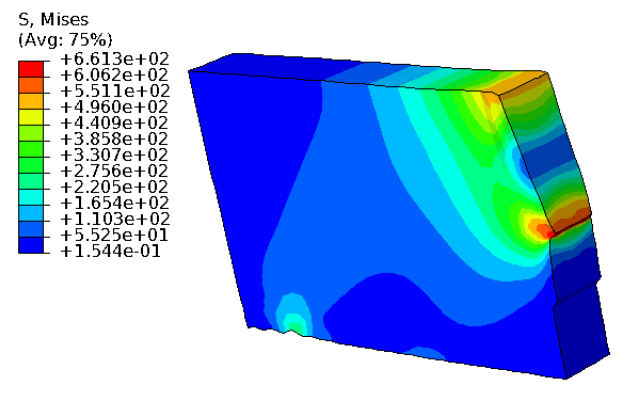 S, Mises
(Avg: 75%)
+6.613e+02
+6.062e+02
+5.511e+02
+4.960e+02
+4.409e+02
+3.858e+02
+3.307e+02
+2.756e+02
+2.205e+02
+1.654e+02
+1.103e+02
+5.525e+01
+1.544e-01